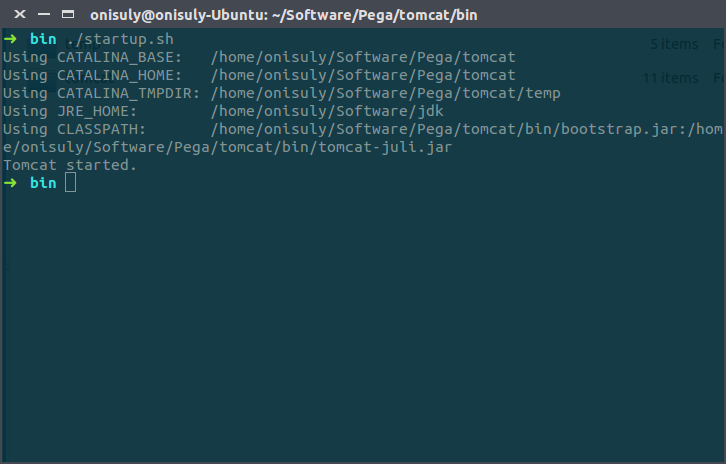 onisuly@onisuly-Ubuntu: ~/Software/Pega/tomcat/bin
➜ bin ./startup.sh
Using CATALINA_BASE:   /home/onisuly/Software/Pega/tomcat
Using CATALINA_HOME:   /home/onisuly/Software/Pega/tomcat
Using CATALINA_TMPDIR: /home/onisuly/Software/Pega/tomcat/temp
Using JRE_HOME:        /home/onisuly/Software/jdk
Using CLASSPATH:       /home/onisuly/Software/Pega/tomcat/bin/bootstrap.jar:/hom
e/onisuly/Software/Pega/tomcat/bin/tomcat-juli.jar
Tomcat started.
➜ bin
5 items
11 items